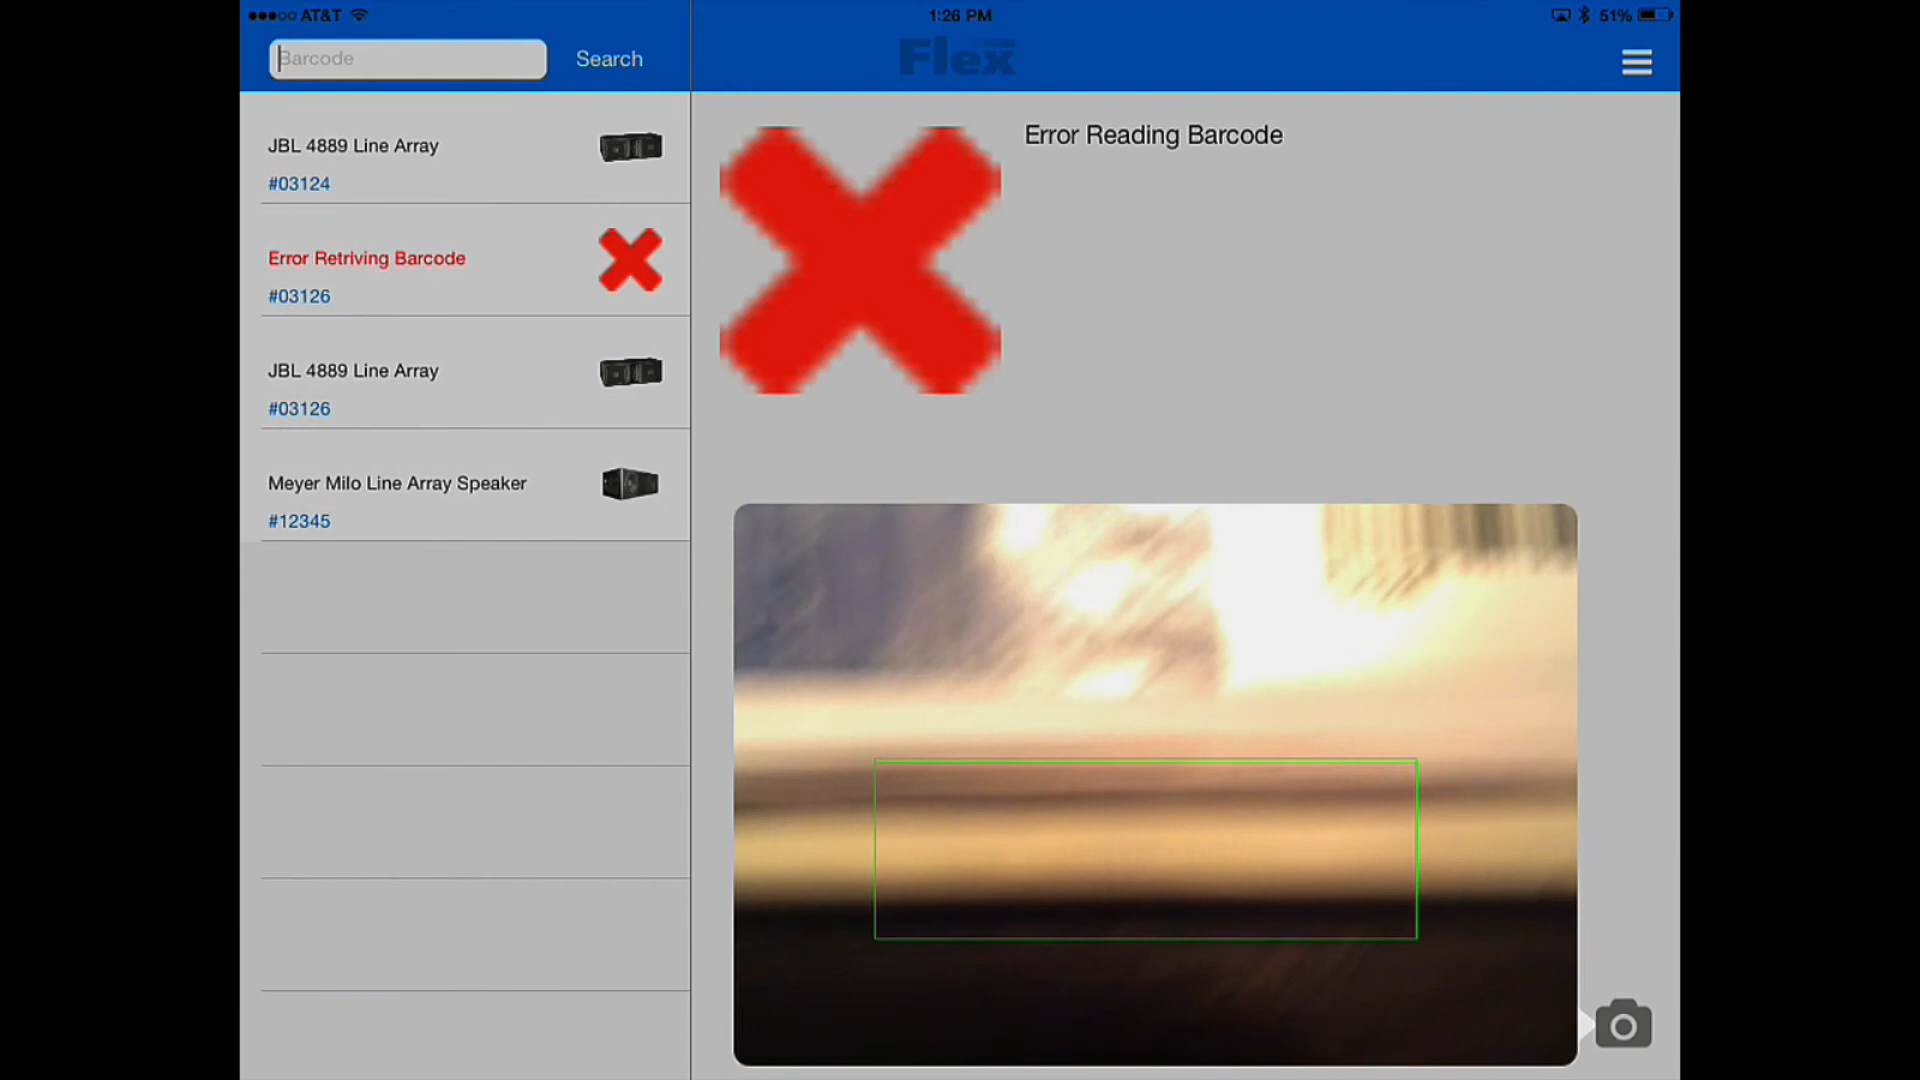 AT&T 1:26 PM 51%
Barcode Search Flex
JBL 4889 Line Array
#03124
Error Retriving Barcode
#03126
JBL 4889 Line Array
#03126
Meyer Milo Line Array Speaker
#12345
Error Reading Barcode